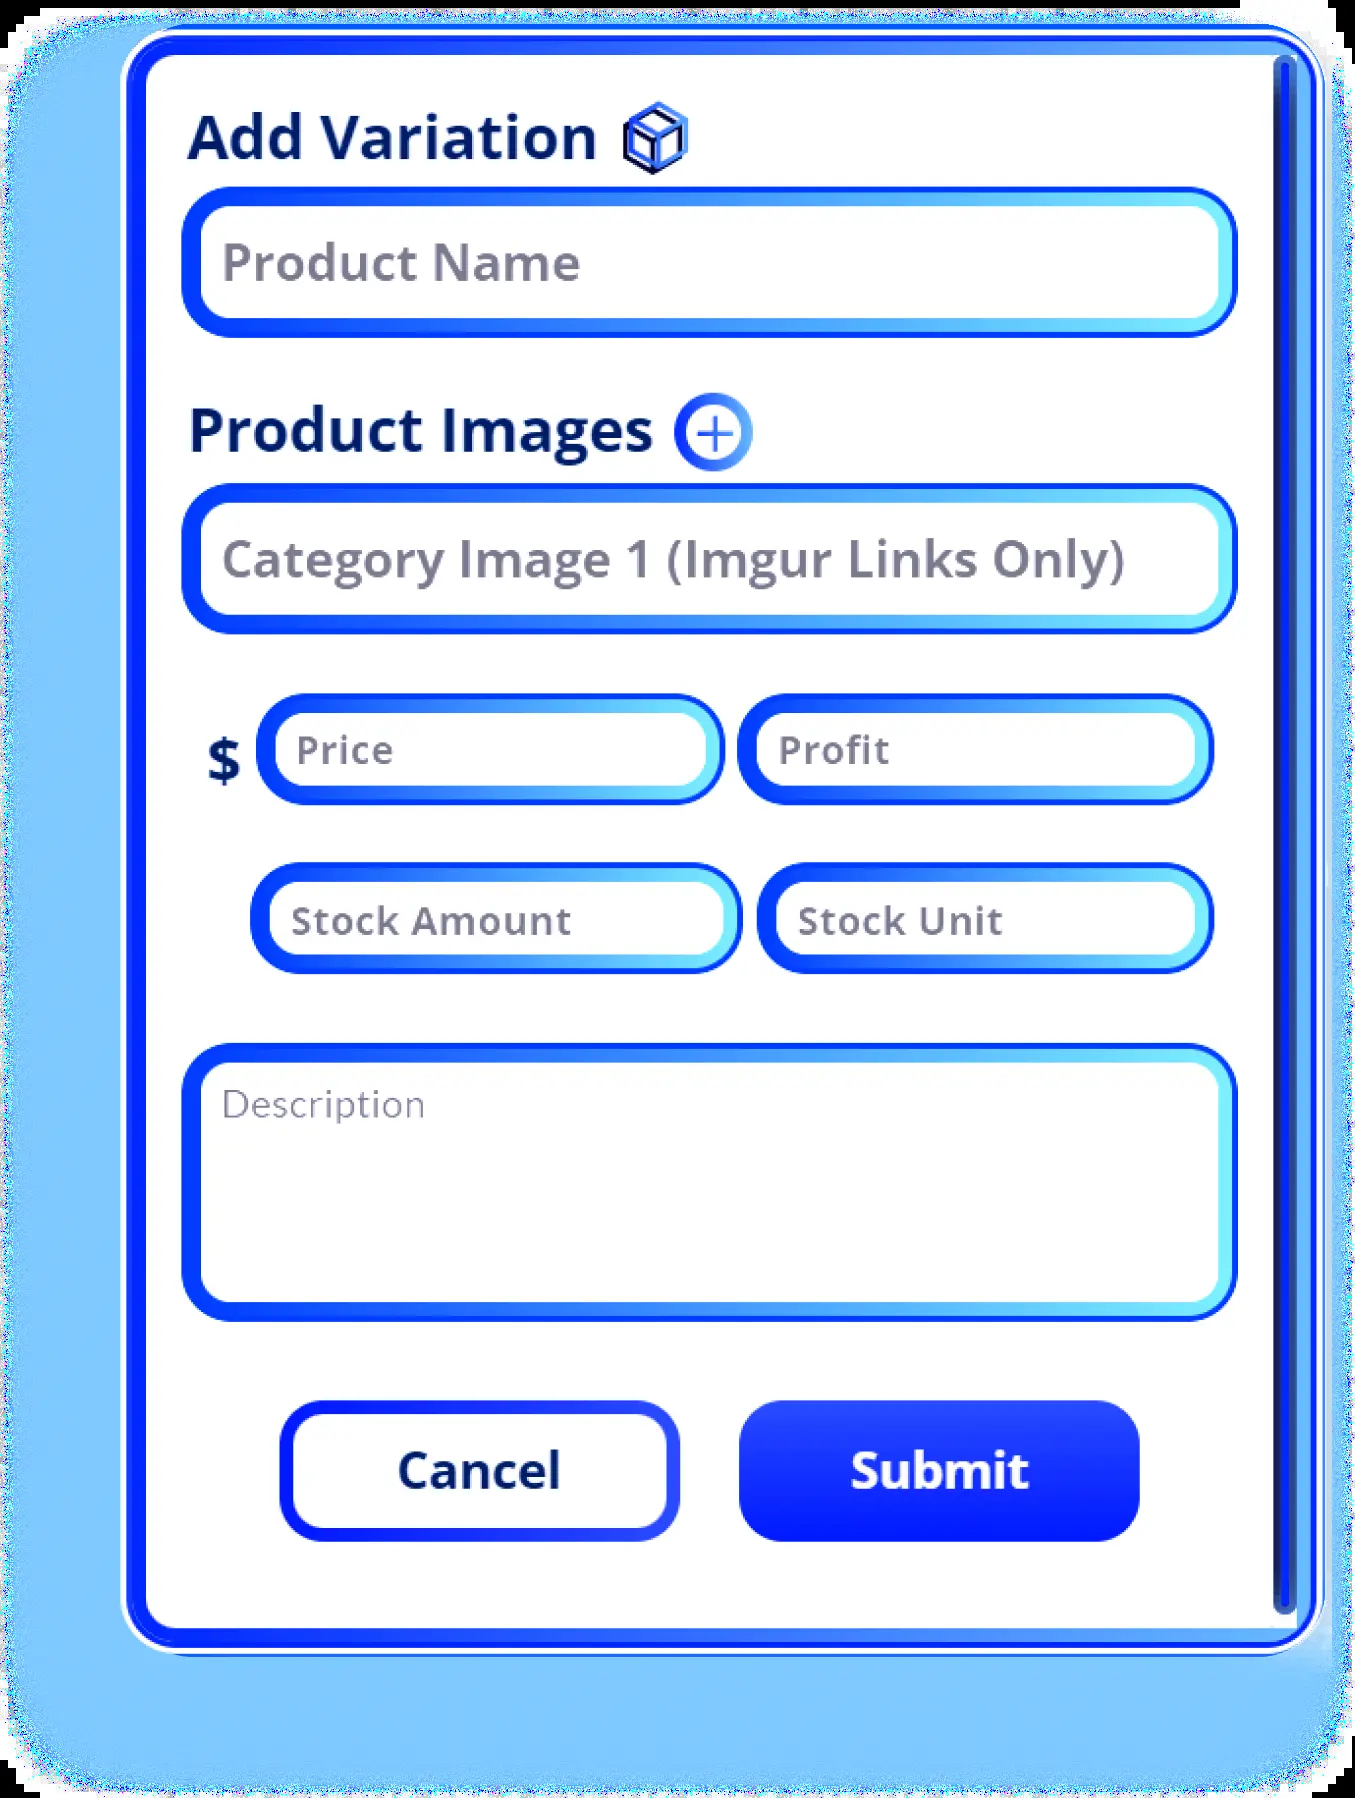 Add Variation
Product Name
Product Images
Category Image 1 (Imgur Links Only)
$ Price Profit
Stock Amount Stock Unit
Description
Cancel Submit